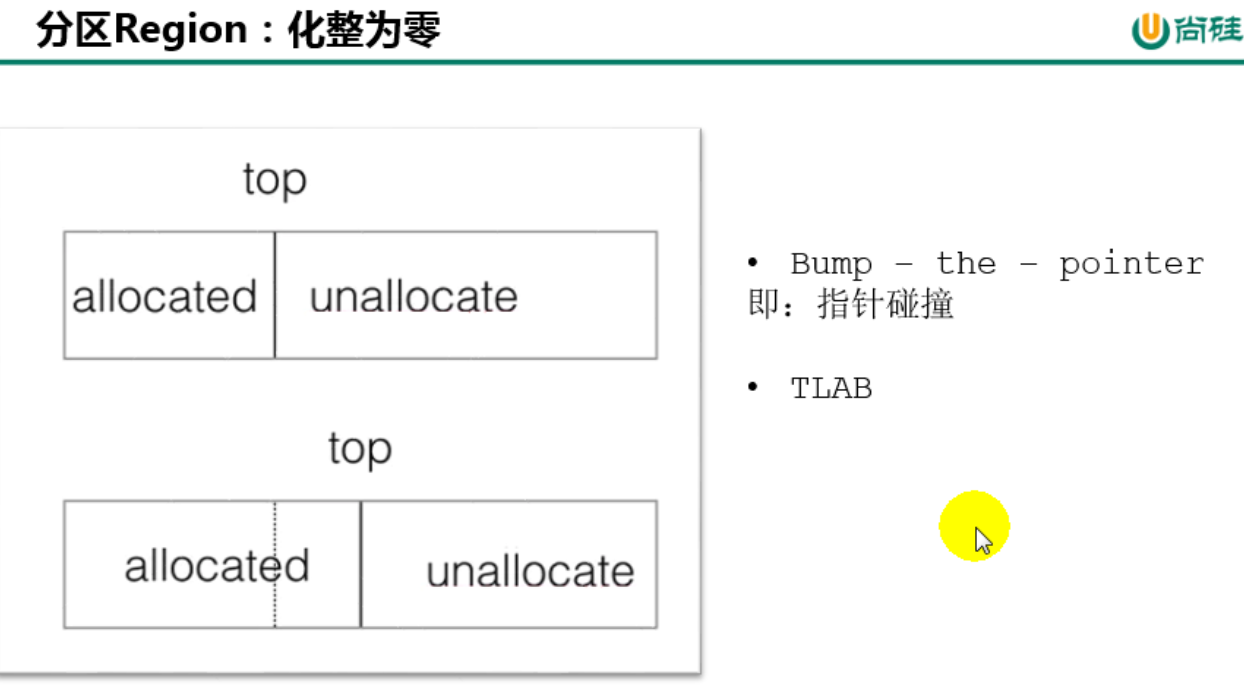 分区Region：化整为零
尚硅
top
allocated unallocate
top
allocated unallocate
• Bump – the – pointer
即：指针碰撞
• TLAB